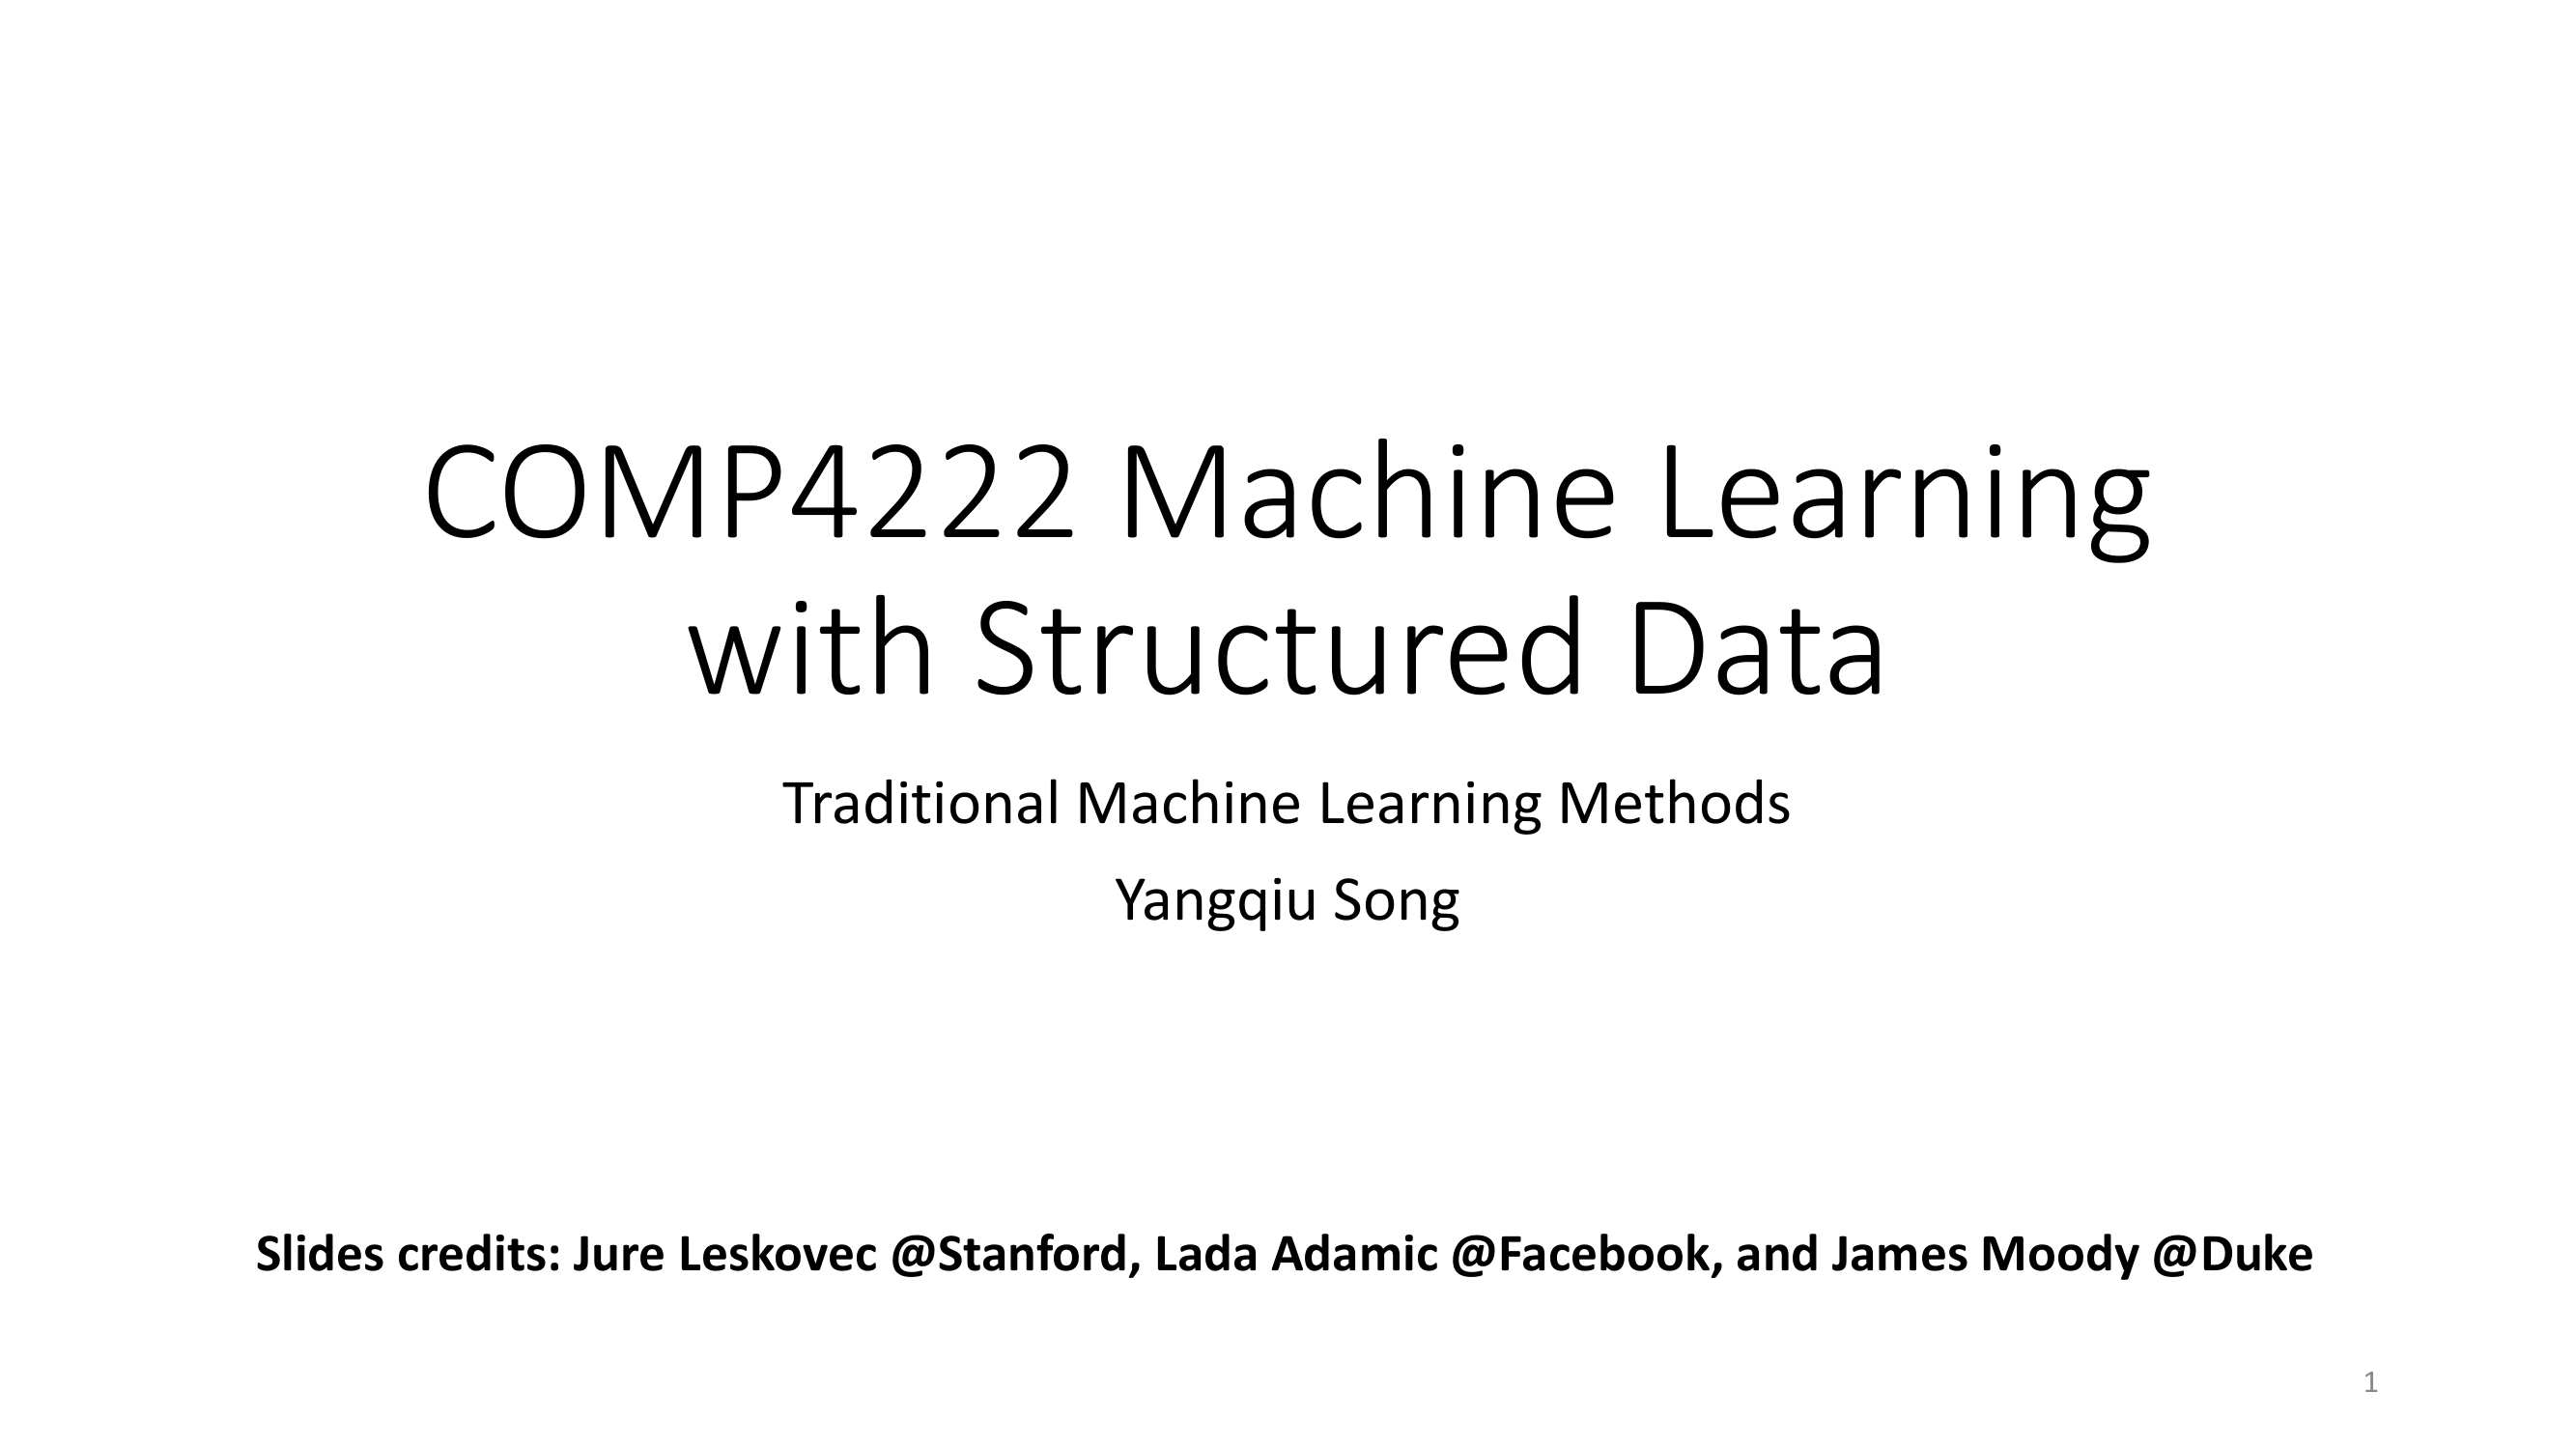 COMP4222 Machine Learning
with Structured Data
Traditional Machine Learning Methods
Yangqiu Song
Slides credits: Jure Leskovec @Stanford, Lada Adamic @Facebook, and James Moody @Duke
1